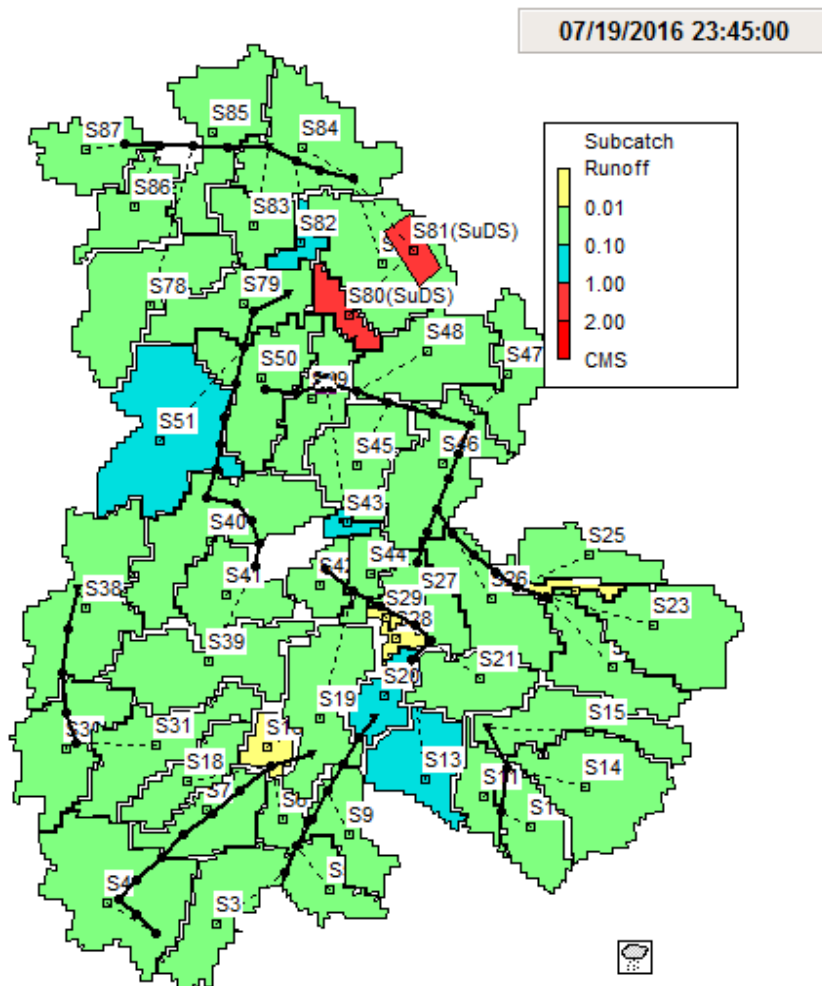 07/19/2016 23:45:00
Subcatch
Runoff
0.01
0.10
1.00
2.00
CMS
S87
S85
S84
S86
S83
S82
S81(SuDS)
S78
S79
S80(SuDS)
S48
S47
S50
S51
S45
S46
S43
S40
S44
S41
S27
S25
S26
S38
S29
S23
S39
S21
S20
S19
S15
S31
S18
S13
S14
S7
S11
S9
S4
S3